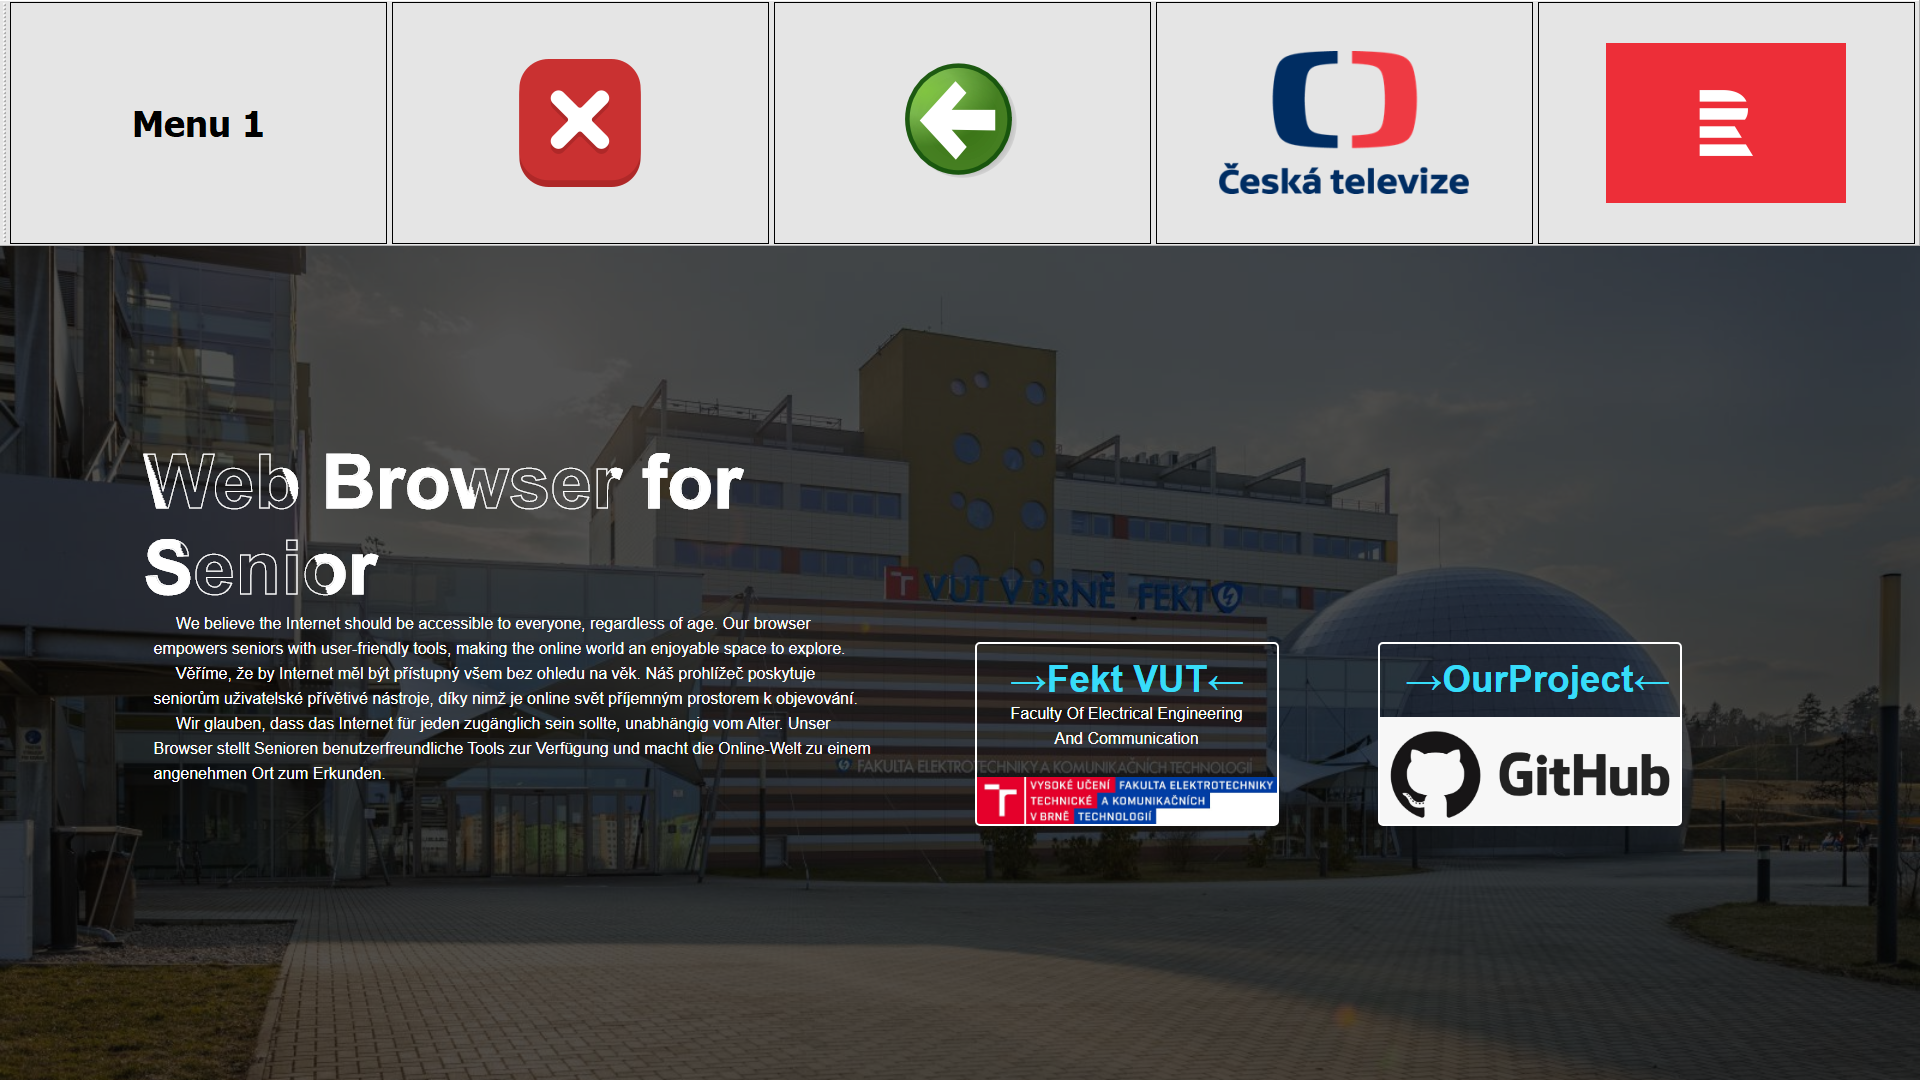 Menu 1
Česká televize
Web Browser for
Senior
We believe the Internet should be accessible to everyone, regardless of age. Our browser
empowers seniors with user-friendly tools, making the online world an enjoyable space to explore.
Věříme, že by Internet měl být přístupný všem bez ohledu na věk. Náš prohlížeč poskytuje
seniorům uživatelské přívětivé nástroje, díky nimž je online svět příjemným prostorem k objevování.
Wir glauben, dass das Internet für jeden zugänglich sein sollte, unabhängig vom Alter. Unser
Browser stellt Senioren benutzerfreundliche Tools zur Verfügung und macht die Online-Welt zu einem
angenehmen Ort zum Erkunden.
VUT V BRNĚ FEKT
→Fekt VUT←
Faculty Of Electrical Engineering
And Communication
FAKULTA ELEKTROTECHNIKY A KOMUNIKAČNÍCH TECHNOLOGIÍ
VYSOKÉ UČENÍ FAKULTA ELEKTROTECHNIKY
TECHNICKÉ A KOMUNIKAČNÍCH
V BRNĚ TECHNOLOGIÍ
→OurProject←
GitHub